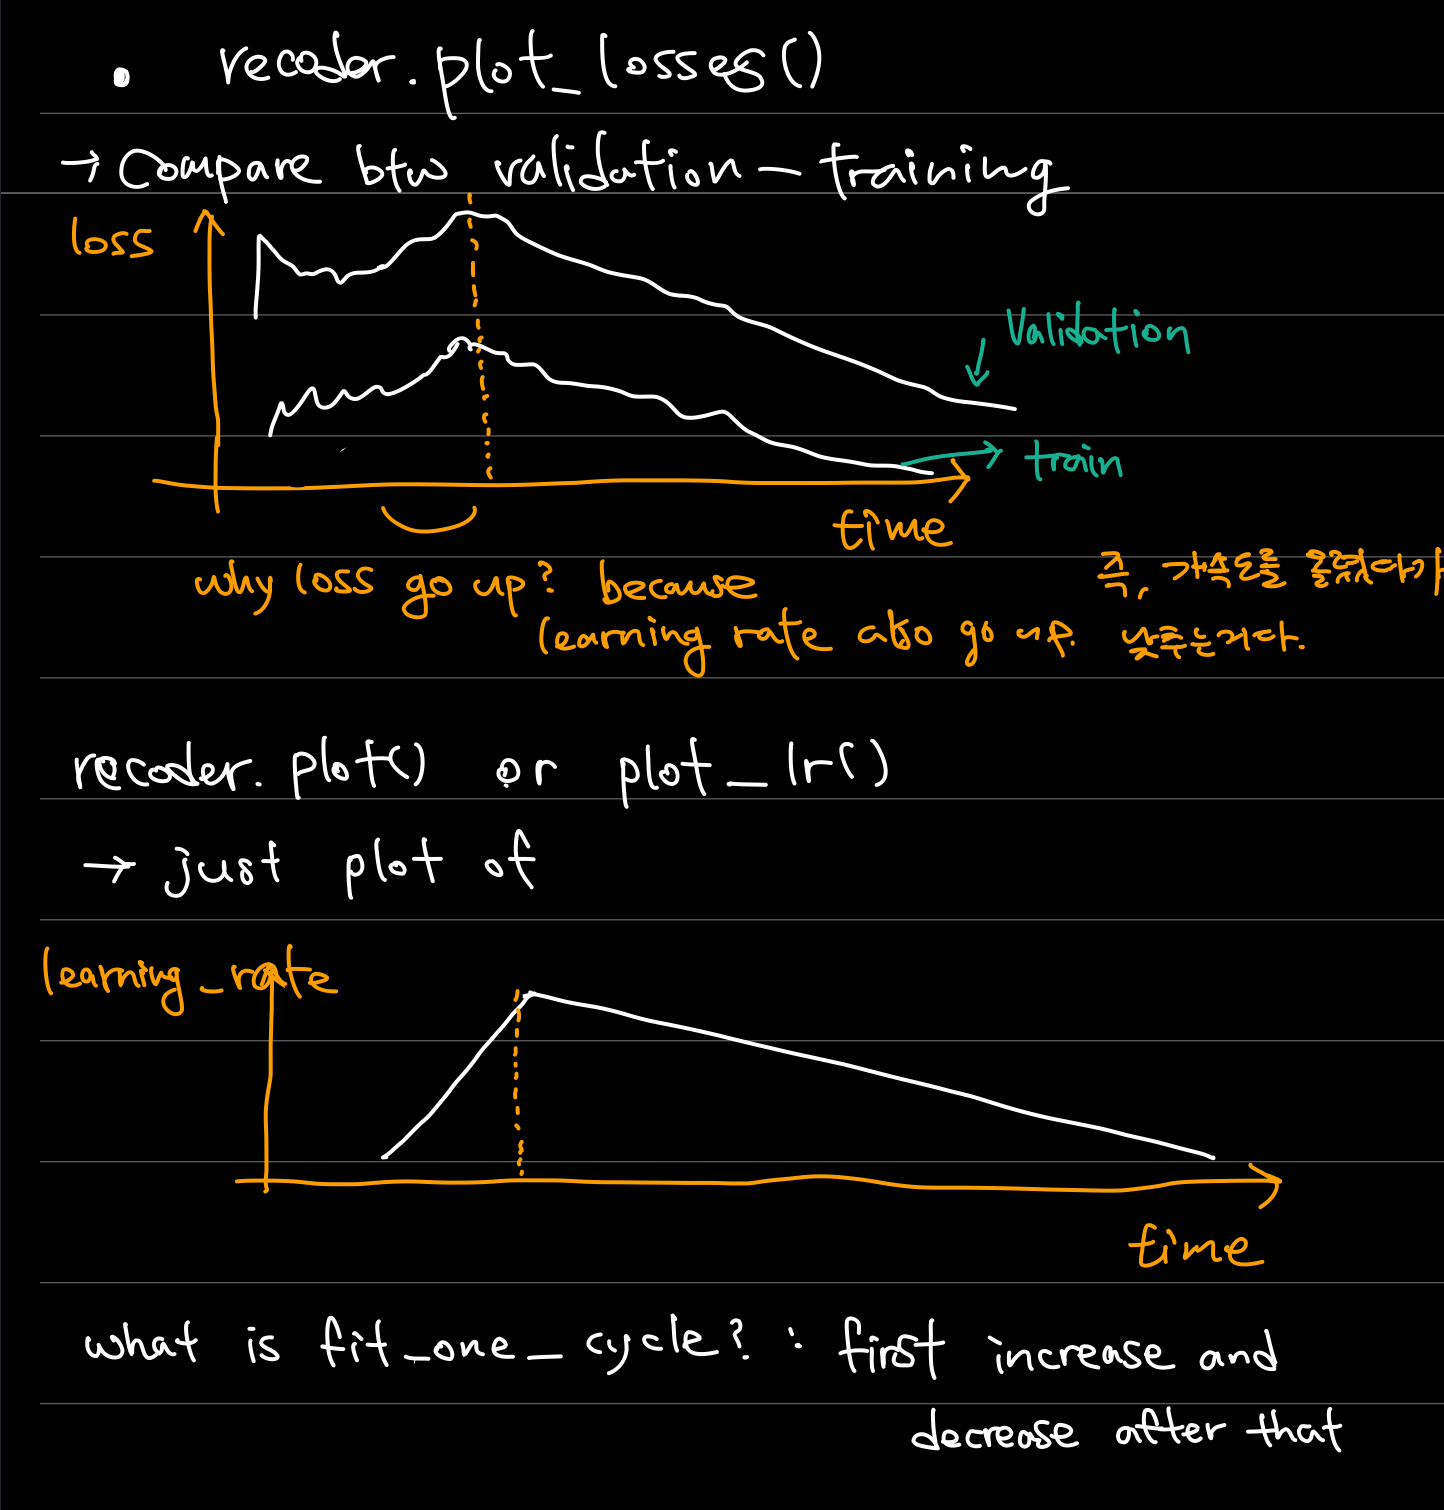 • recoder.plot_losses()
→ Compare btw validation - training
loss
Validation
train
time
why loss go up? because
learning rate also go up.
즉, 가속도를 올렸다가
낮추는거다.
recoder.plot() or plot_lr()
→ just plot of
learning_rate
time
what is fit_one_cycle? : first increase and
decrease after that